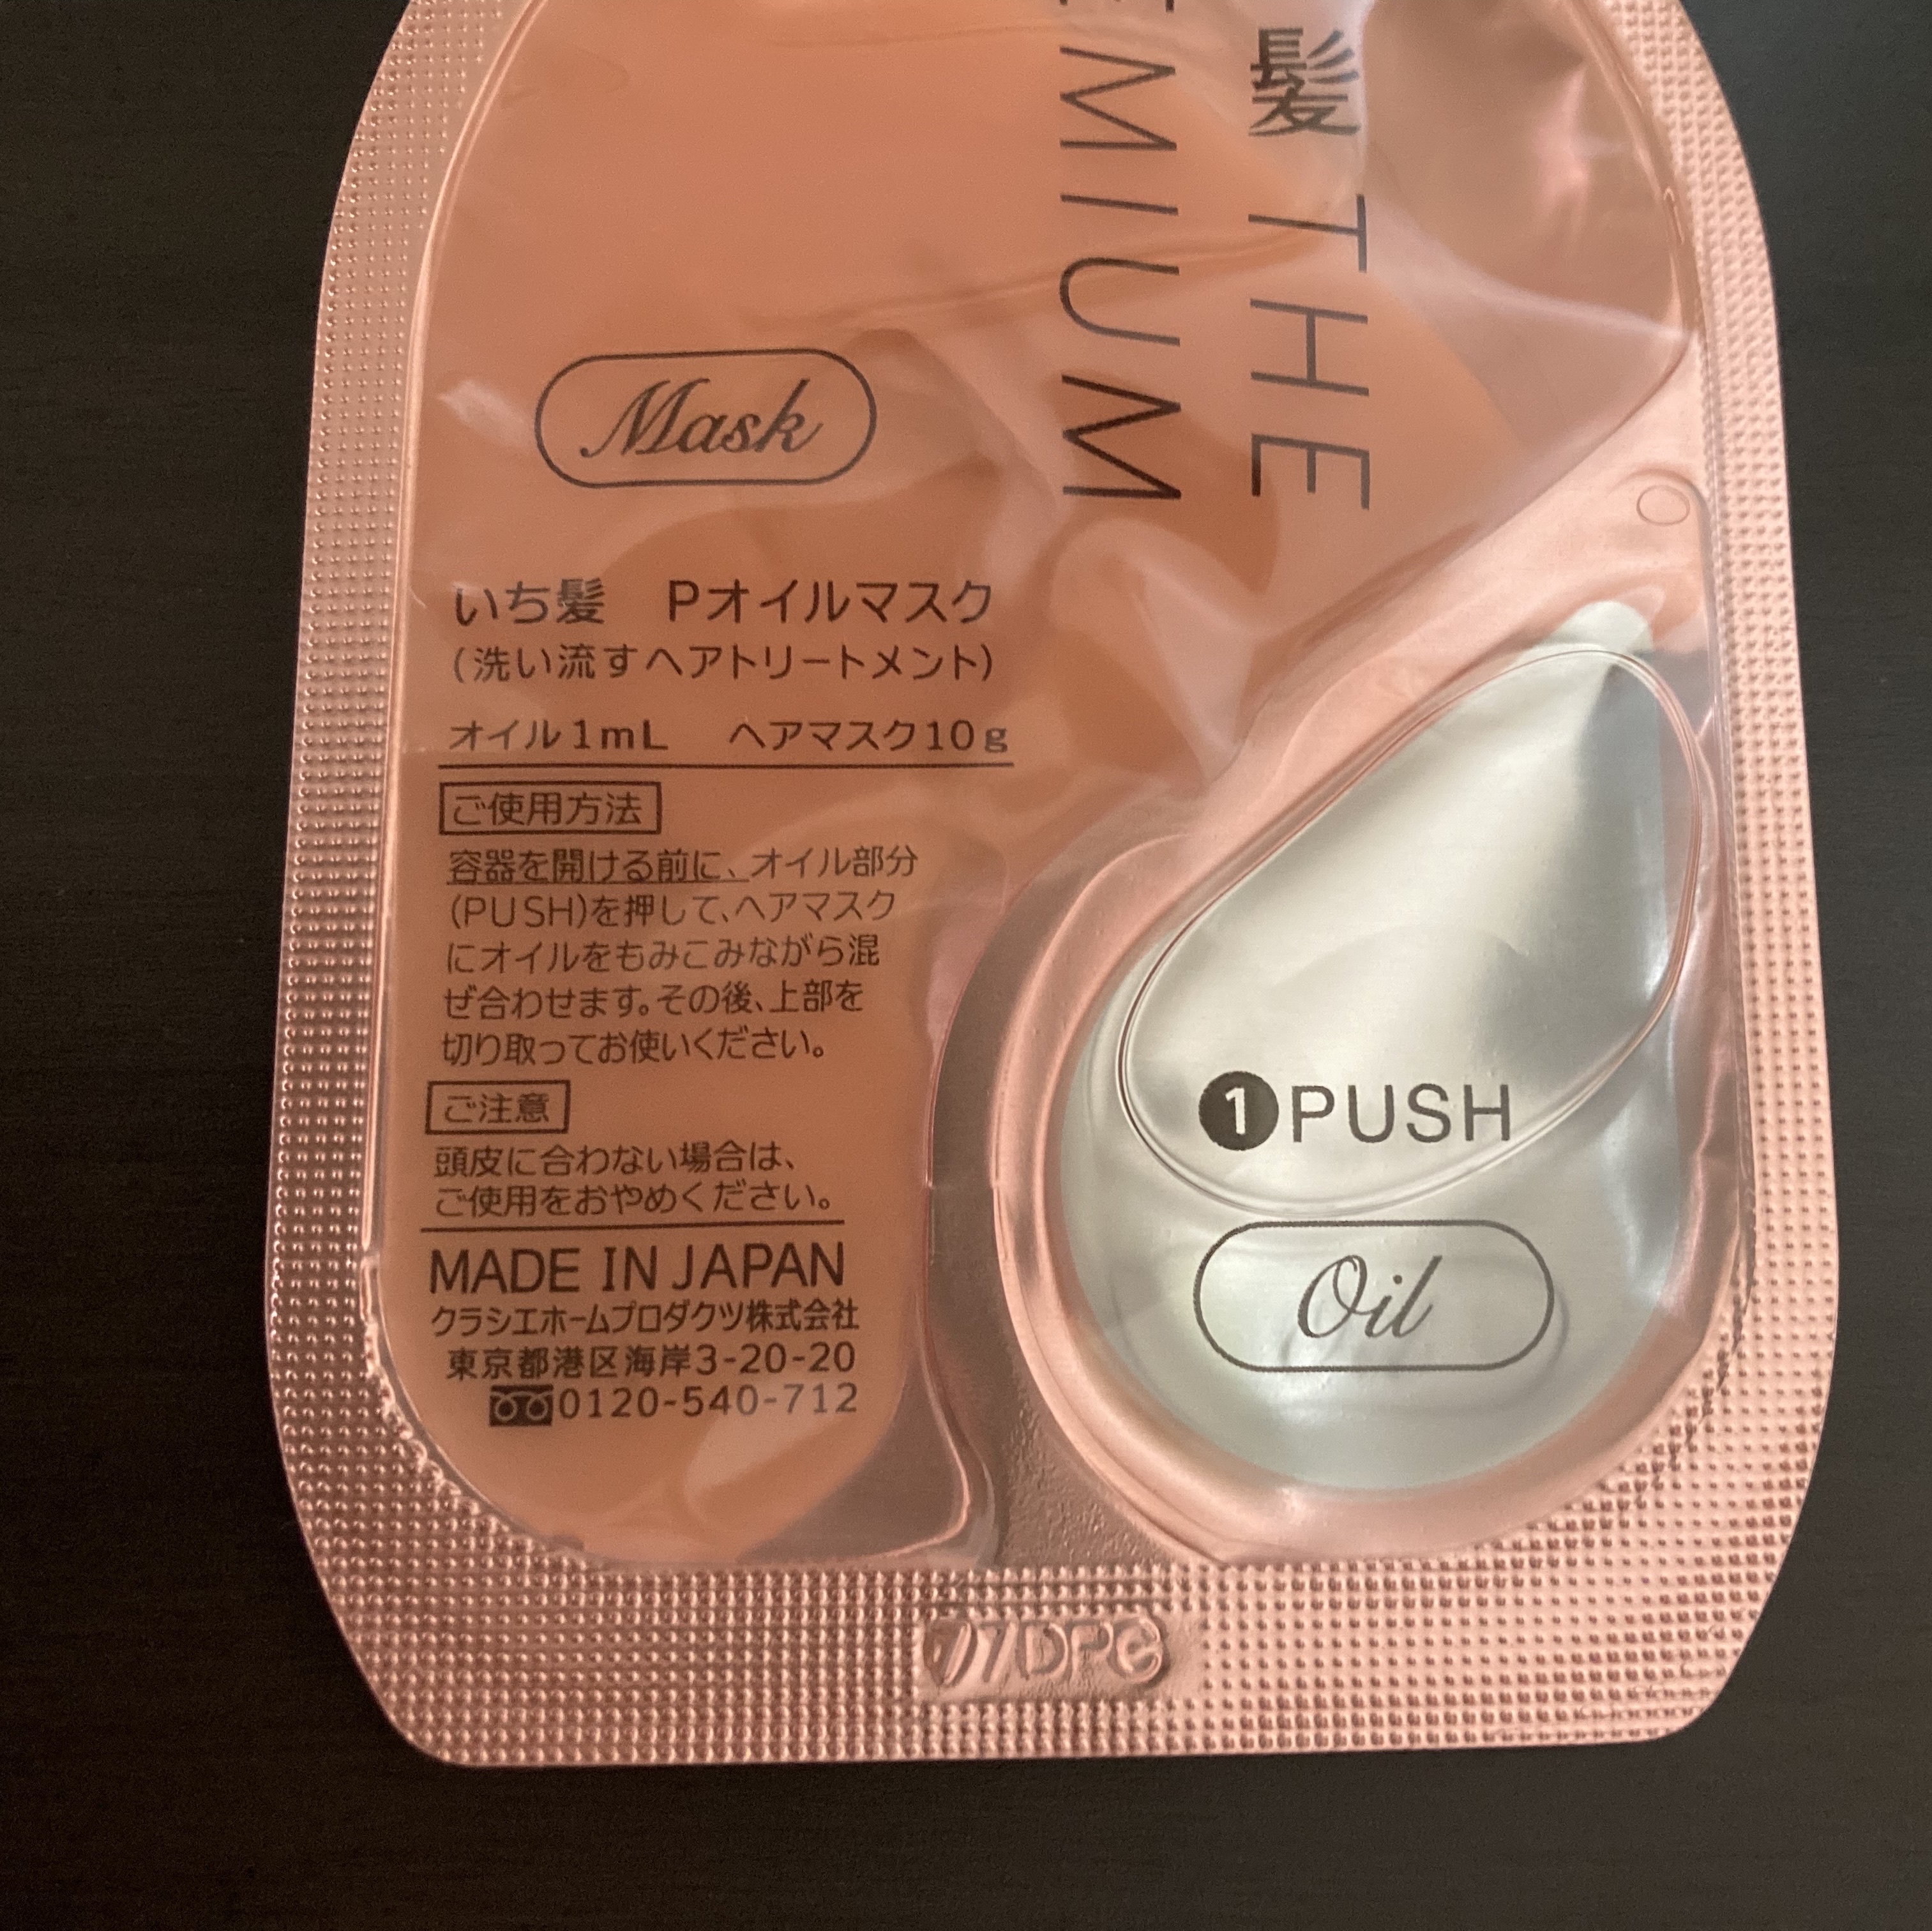 髪 THE
EMIUM
Mask
いち髪 Pオイルマスク
(洗い流すヘアトリートメント)
オイル1mL ヘアマスク10g
ご使用方法
容器を開ける前に、オイル部分
(PUSH)を押して、ヘアマスク
にオイルをもみこみながら混
ぜ合わせます。その後、上部を
切り取ってお使いください。
ご注意
頭皮に合わない場合は、
ご使用をおやめください。
MADE IN JAPAN
クラシエホームプロダクツ株式会社
東京都港区海岸3-20-20
0120-540-712
1PUSH
Oil
77DPC